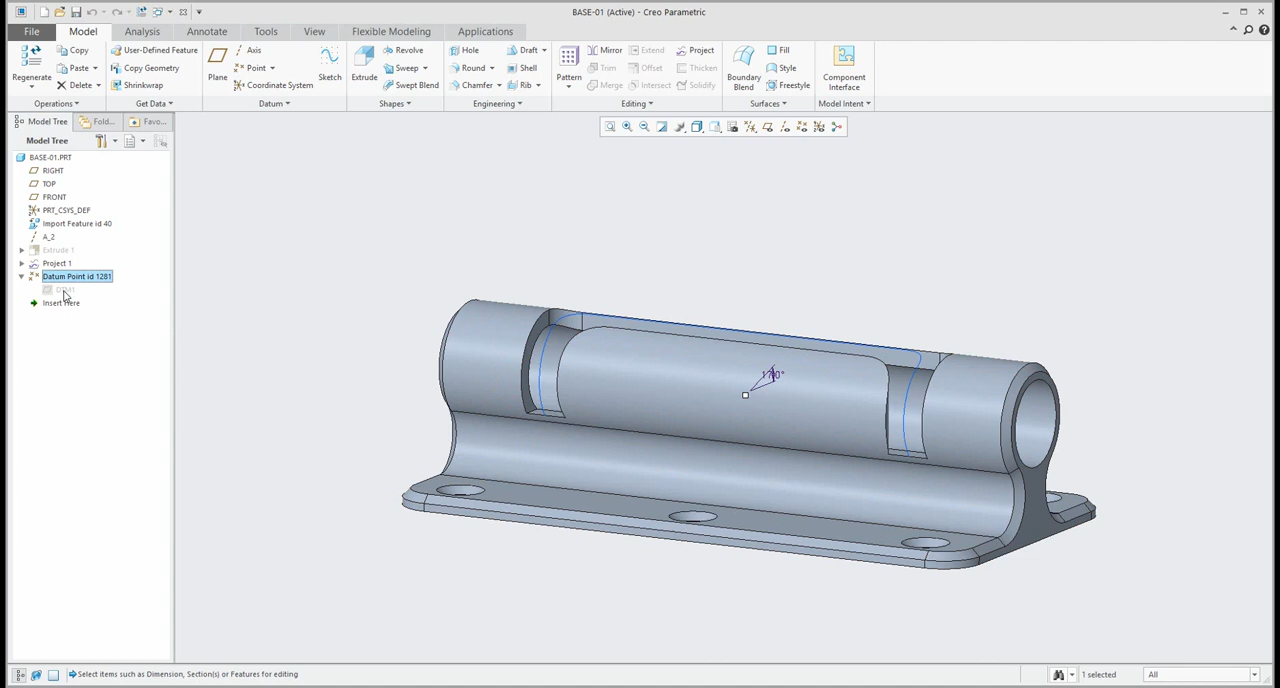 BASE-01 (Active) - Creo Parametric
File Model Analysis Annotate Tools View Flexible Modeling Applications
Regenerate Copy Paste Delete User-Defined Feature Copy Geometry Shrinkwrap
Plane Axis Point Coordinate System Sketch
Extrude Revolve Sweep Swept Blend
Hole Round Chamfer Draft Shell Rib
Pattern Mirror Trim Merge Extend Offset Intersect Project Thicken Solidify
Boundary Blend Fill Style Freestyle
Component Interface
Operations Get Data Datum Shapes Engineering Editing Surfaces Model Intent
Model Tree Fold... Favo...
Model Tree
BASE-01.PRT
RIGHT
TOP
FRONT
PRT_CSYS_DEF
Import Feature id 40
A_2
Extrude 1
Project 1
Datum Point id 1281
DTM1
Insert Here
Select items such as Dimension, Section(s) or Features for editing
1 selected
All